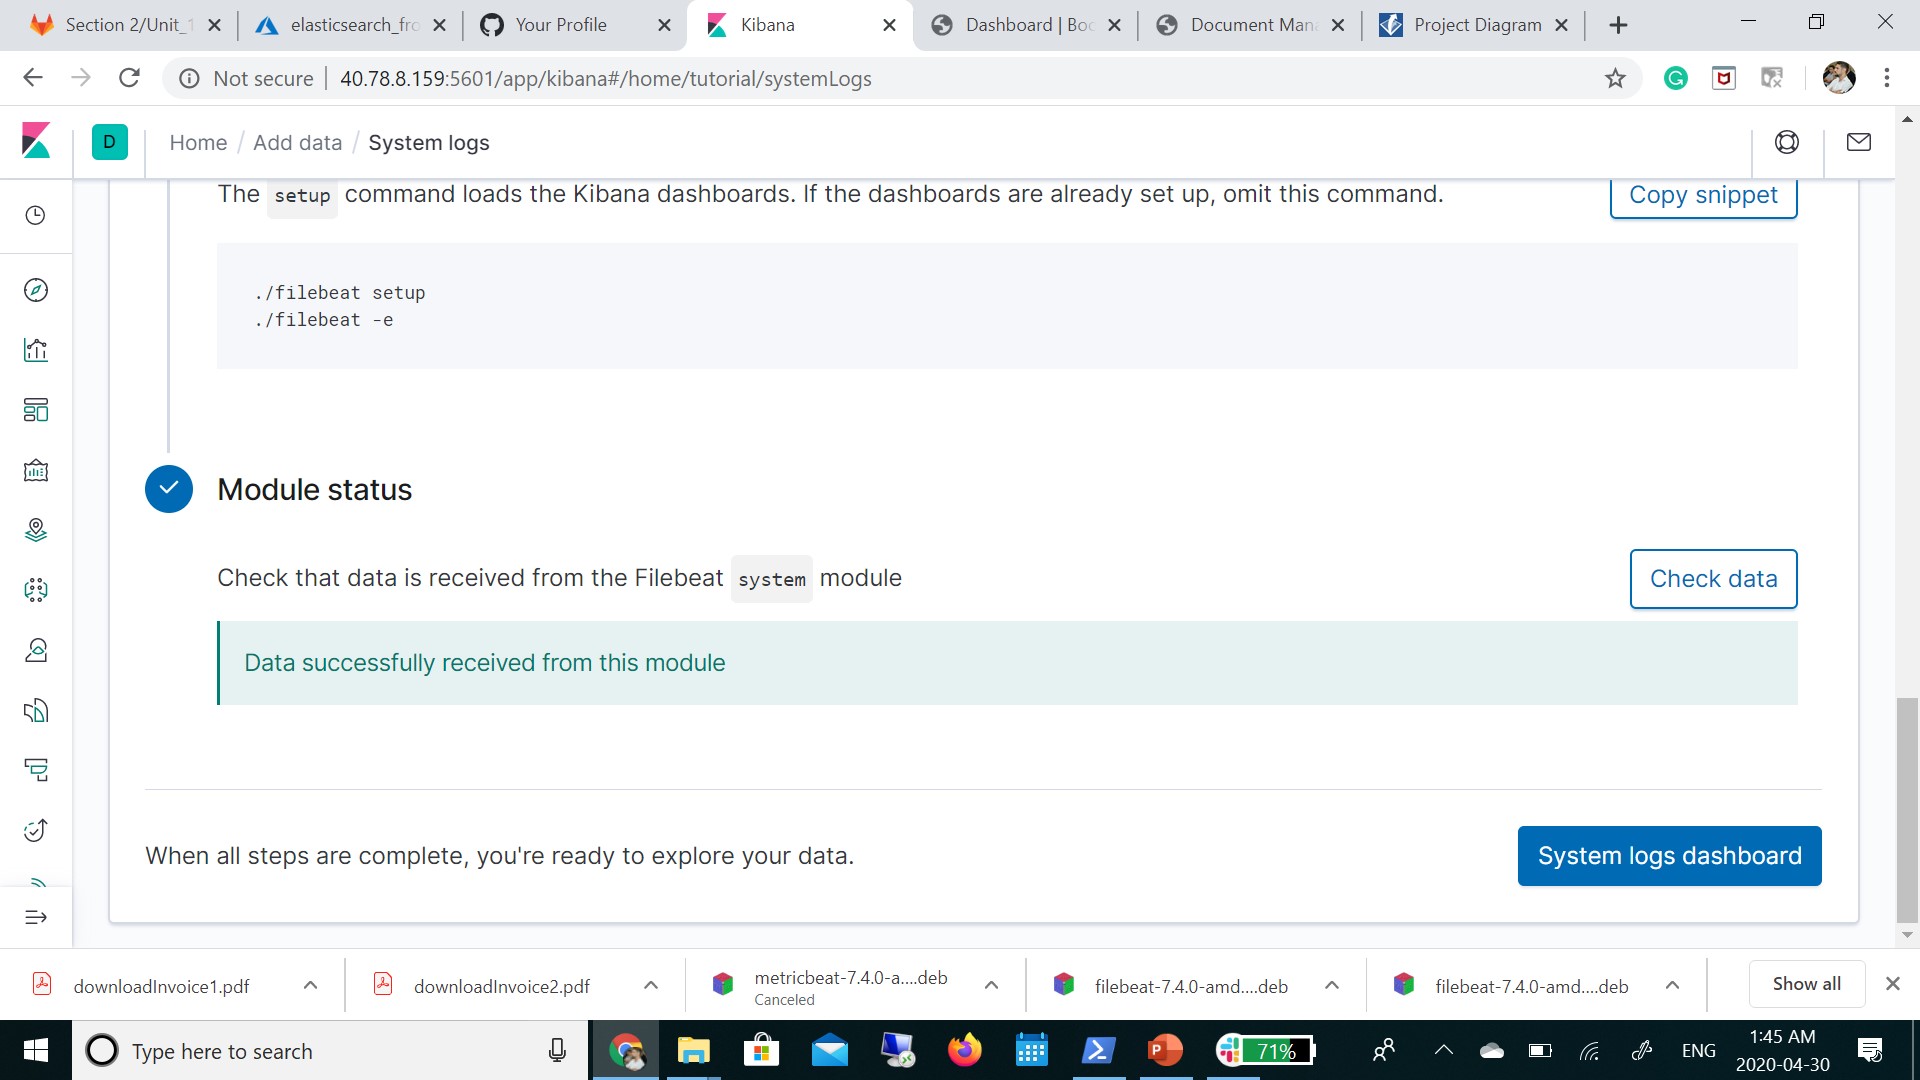 Section 2/Unit_1
elasticsearch_fro
Your Profile
Kibana
Dashboard | Boo
Document Mana
Project Diagram
Not secure
40.78.8.159:5601/app/kibana#/home/tutorial/systemLogs
D
Home / Add data / System logs
The setup command loads the Kibana dashboards. If the dashboards are already set up, omit this command.
Copy snippet
./filebeat setup
./filebeat -e
Module status
Check that data is received from the Filebeat system module
Check data
Data successfully received from this module
When all steps are complete, you're ready to explore your data.
System logs dashboard
downloadInvoice1.pdf
downloadInvoice2.pdf
metricbeat-7.4.0-a....deb
Canceled
filebeat-7.4.0-amd....deb
filebeat-7.4.0-amd....deb
Show all
Type here to search
71%
ENG
1:45 AM
2020-04-30